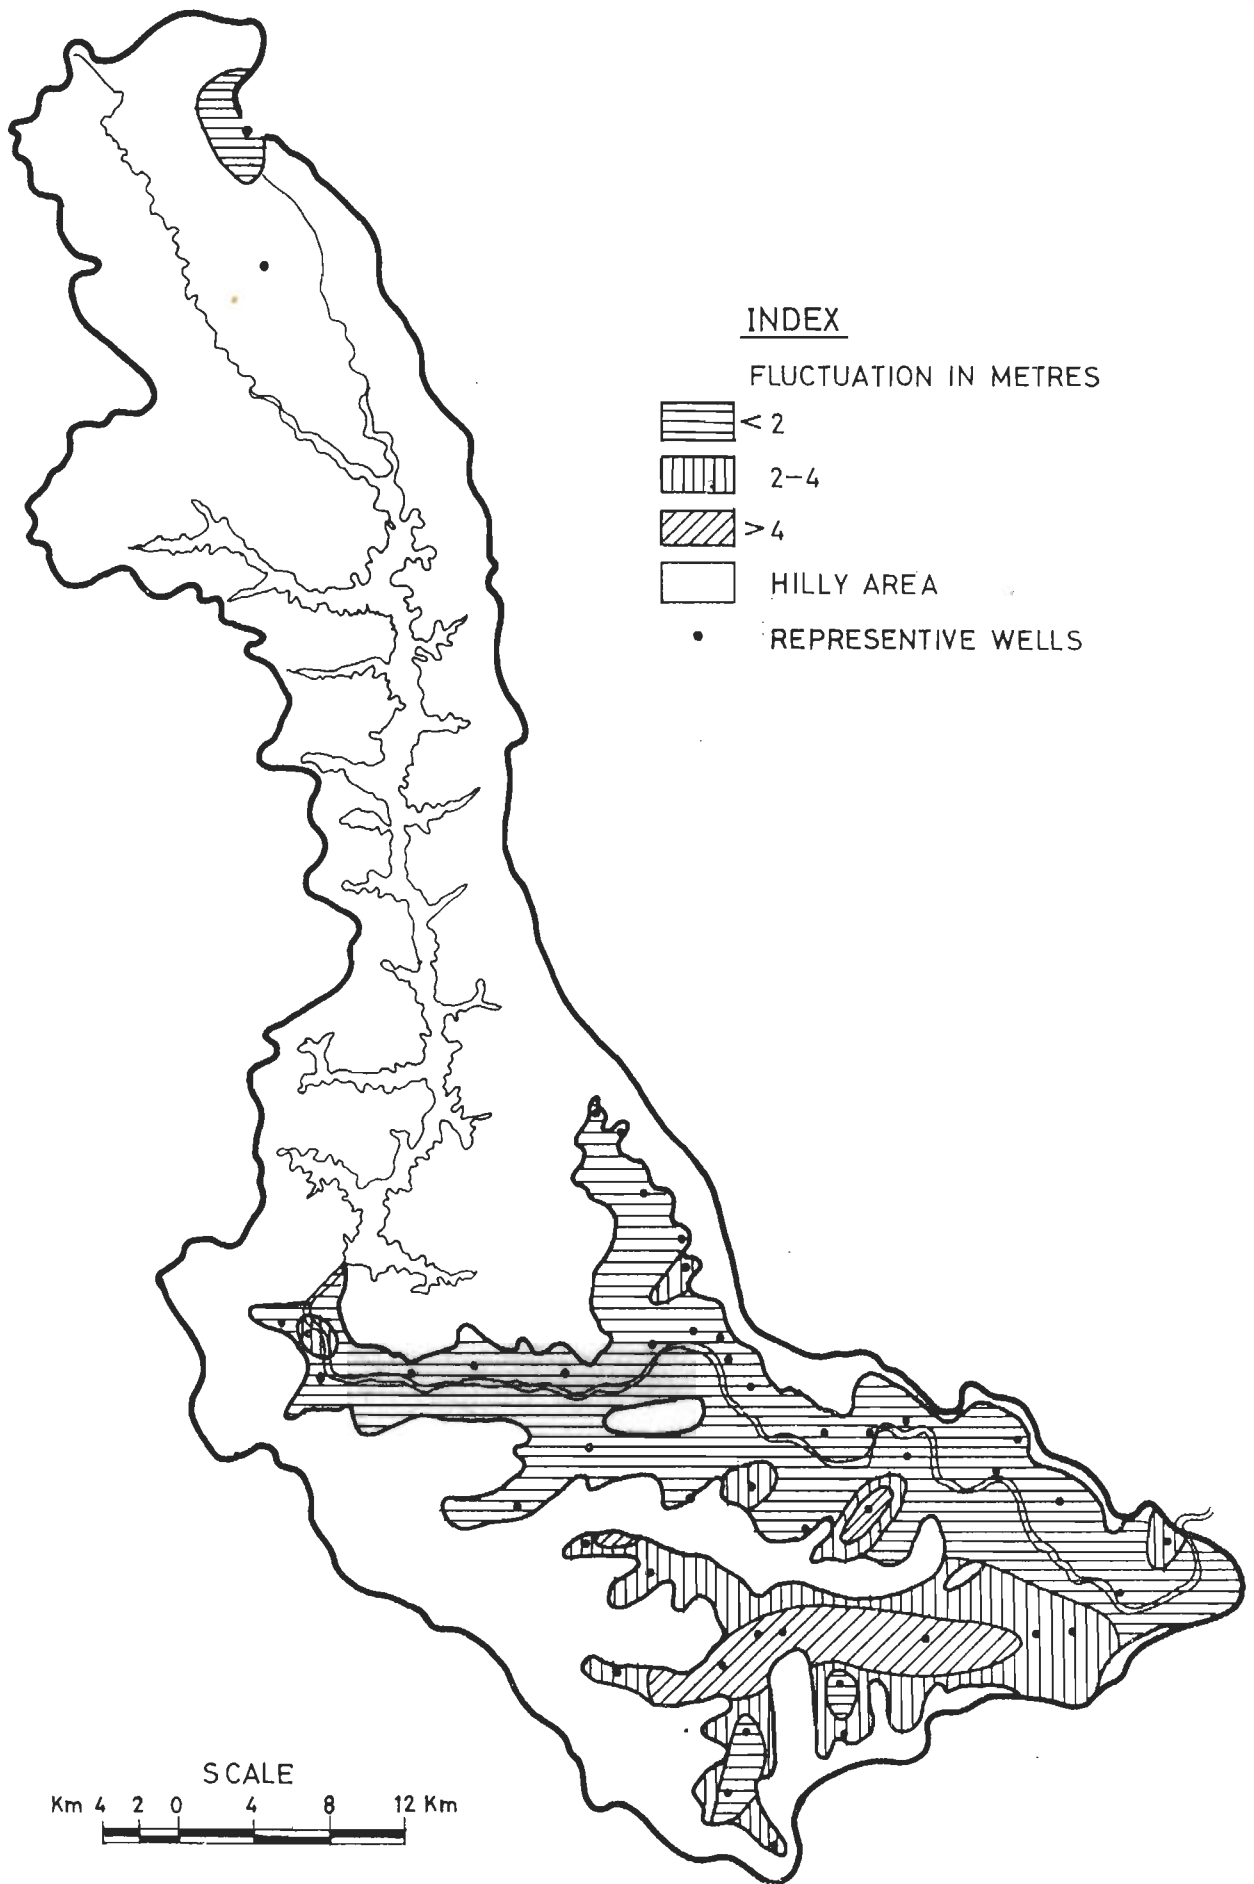 INDEX
FLUCTUATION IN METRES
< 2
2-4
> 4
HILLY AREA
REPRESENTIVE WELLS
SCALE
Km 4 2 0 4 8 12 Km